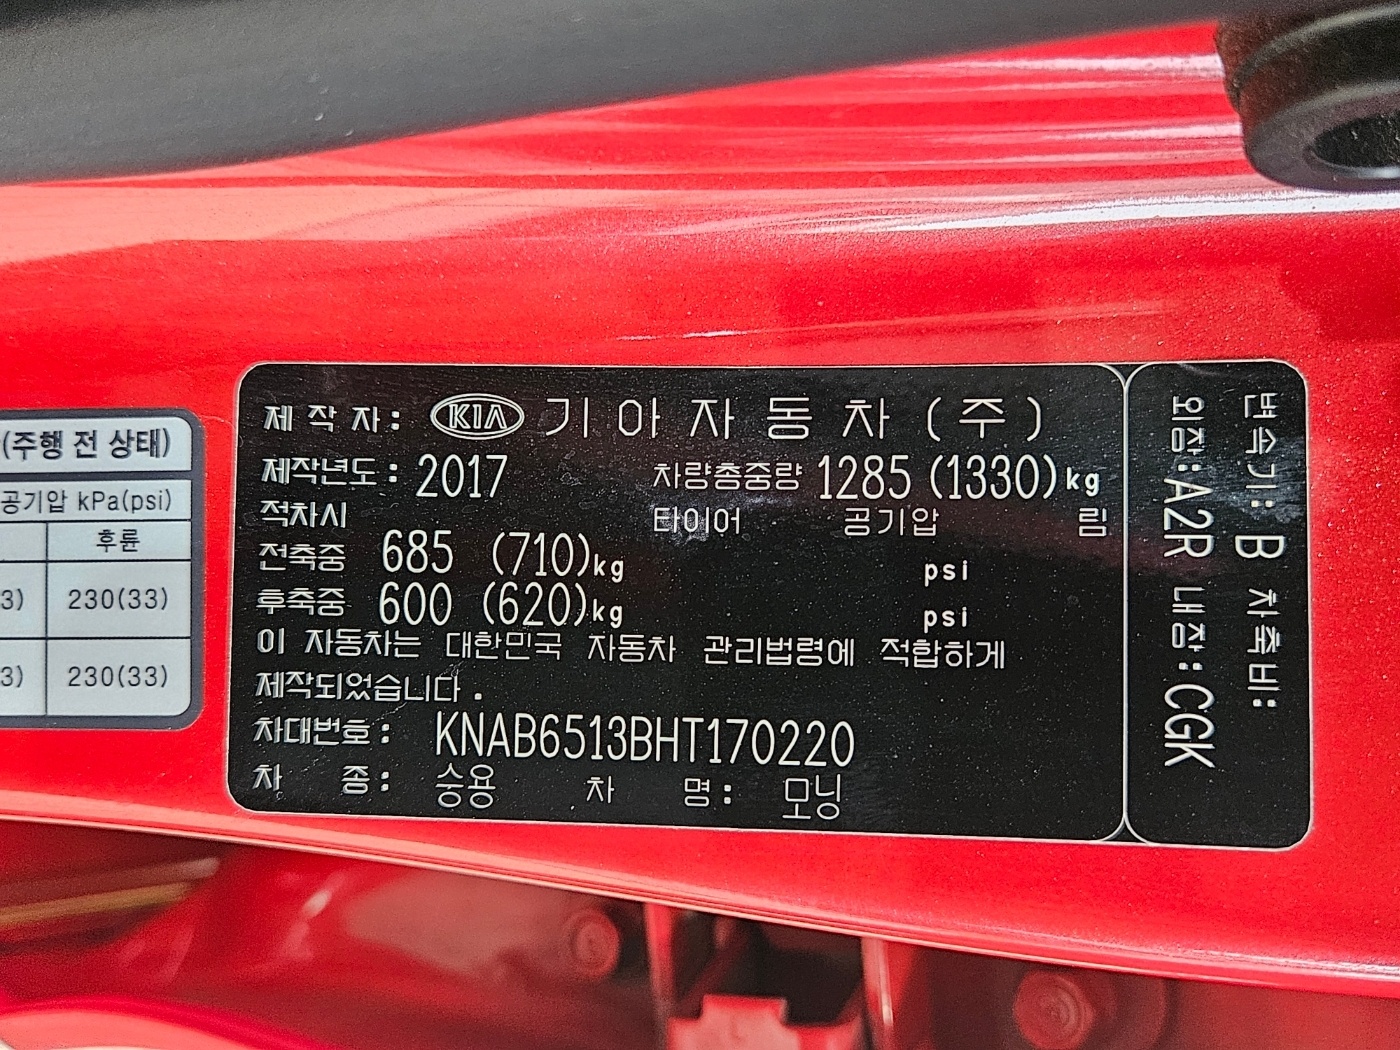 (주행 전 상태)
공기압 kPa(psi)
후륜
3) 230(33)
3) 230(33)
제 작 자 : KIA 기 아 자 동 차 ( 주 )
제작년도 : 2017 차량총중량 1285 (1330)kg
적차시 타이어 공기압 림
전축중 685 (710)kg psi
후축중 600 (620)kg psi
이 자동차는 대한민국 자동차 관리법령에 적합하게
제작되었습니다 .
차대번호 : KNAB6513BHT170220
차 종 : 승용 차 명 : 모닝
변속기: B 차축비:
외장:A2R 내장:CGK